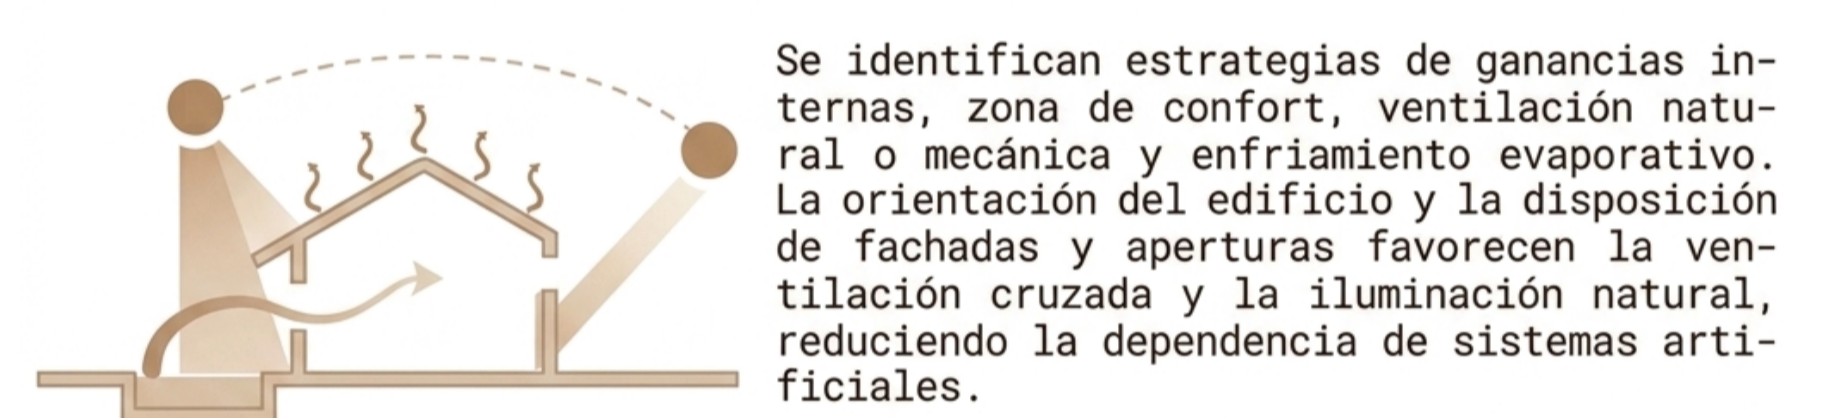 Se identifican estrategias de ganancias in-
ternas, zona de confort, ventilación natu-
ral o mecánica y enfriamiento evaporativo.
La orientación del edificio y la disposición
de fachadas y aperturas favorecen la ven-
tilación cruzada y la iluminación natural,
reduciendo la dependencia de sistemas arti-
ficiales.